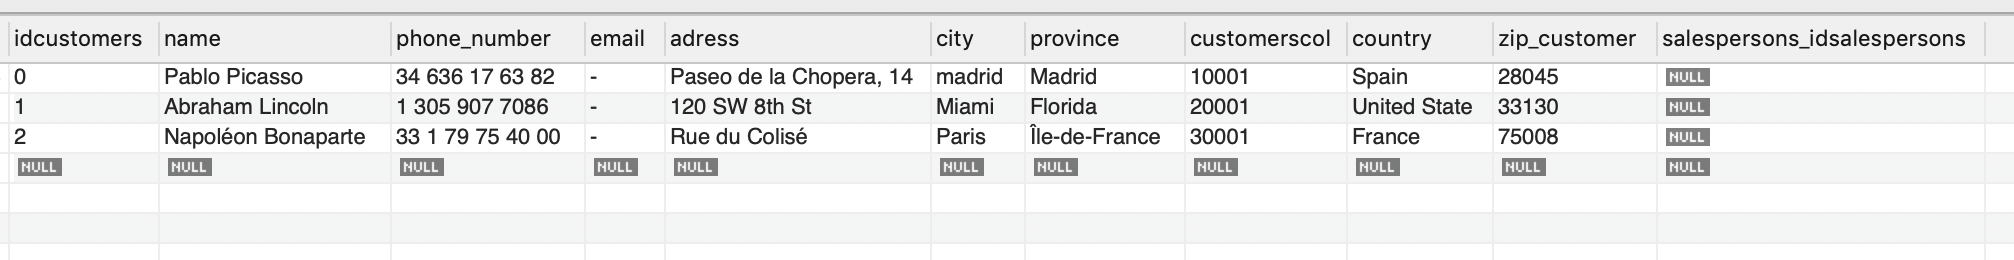 idcustomers name phone_number email adress city province customerscol country zip_customer salespersons_idsalespersons
0 Pablo Picasso 34 636 17 63 82 - Paseo de la Chopera, 14 madrid Madrid 10001 Spain 28045 NULL
1 Abraham Lincoln 1 305 907 7086 - 120 SW 8th St Miami Florida 20001 United State 33130 NULL
2 Napoléon Bonaparte 33 1 79 75 40 00 - Rue du Colisé Paris Île-de-France 30001 France 75008 NULL
NULL NULL NULL NULL NULL NULL NULL NULL NULL NULL NULL